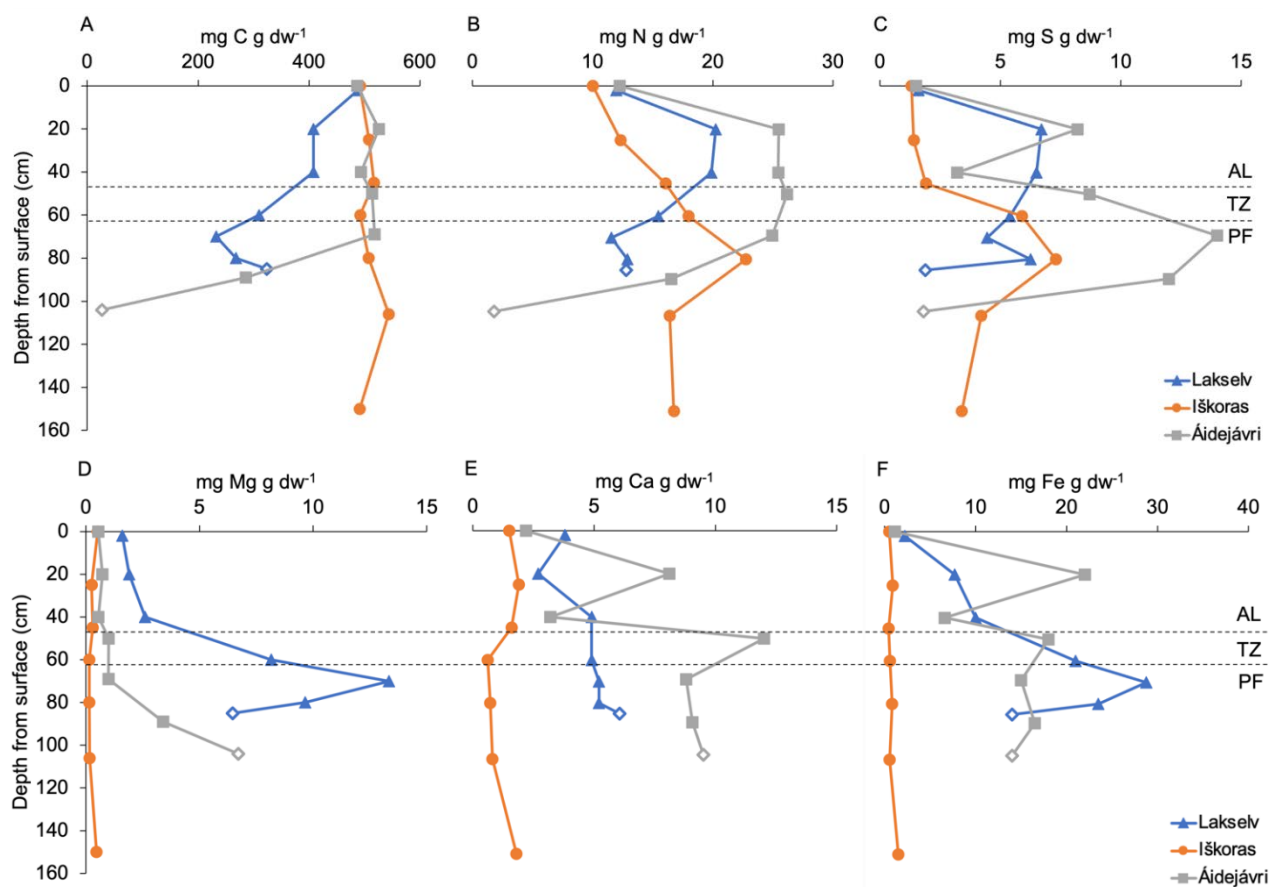 A
mg C g dw⁻¹
0 200 400 600
B
mg N g dw⁻¹
0 10 20 30
C
mg S g dw⁻¹
0 5 10 15
Depth from surface (cm)
0
20
40
60
80
100
120
140
160
AL
TZ
PF
Lakselv
Iškoras
Áidejávri
D
mg Mg g dw⁻¹
0 5 10 15
E
mg Ca g dw⁻¹
0 5 10 15
F
mg Fe g dw⁻¹
0 10 20 30 40
Depth from surface (cm)
0
20
40
60
80
100
120
140
160
AL
TZ
PF
Lakselv
Iškoras
Áidejávri